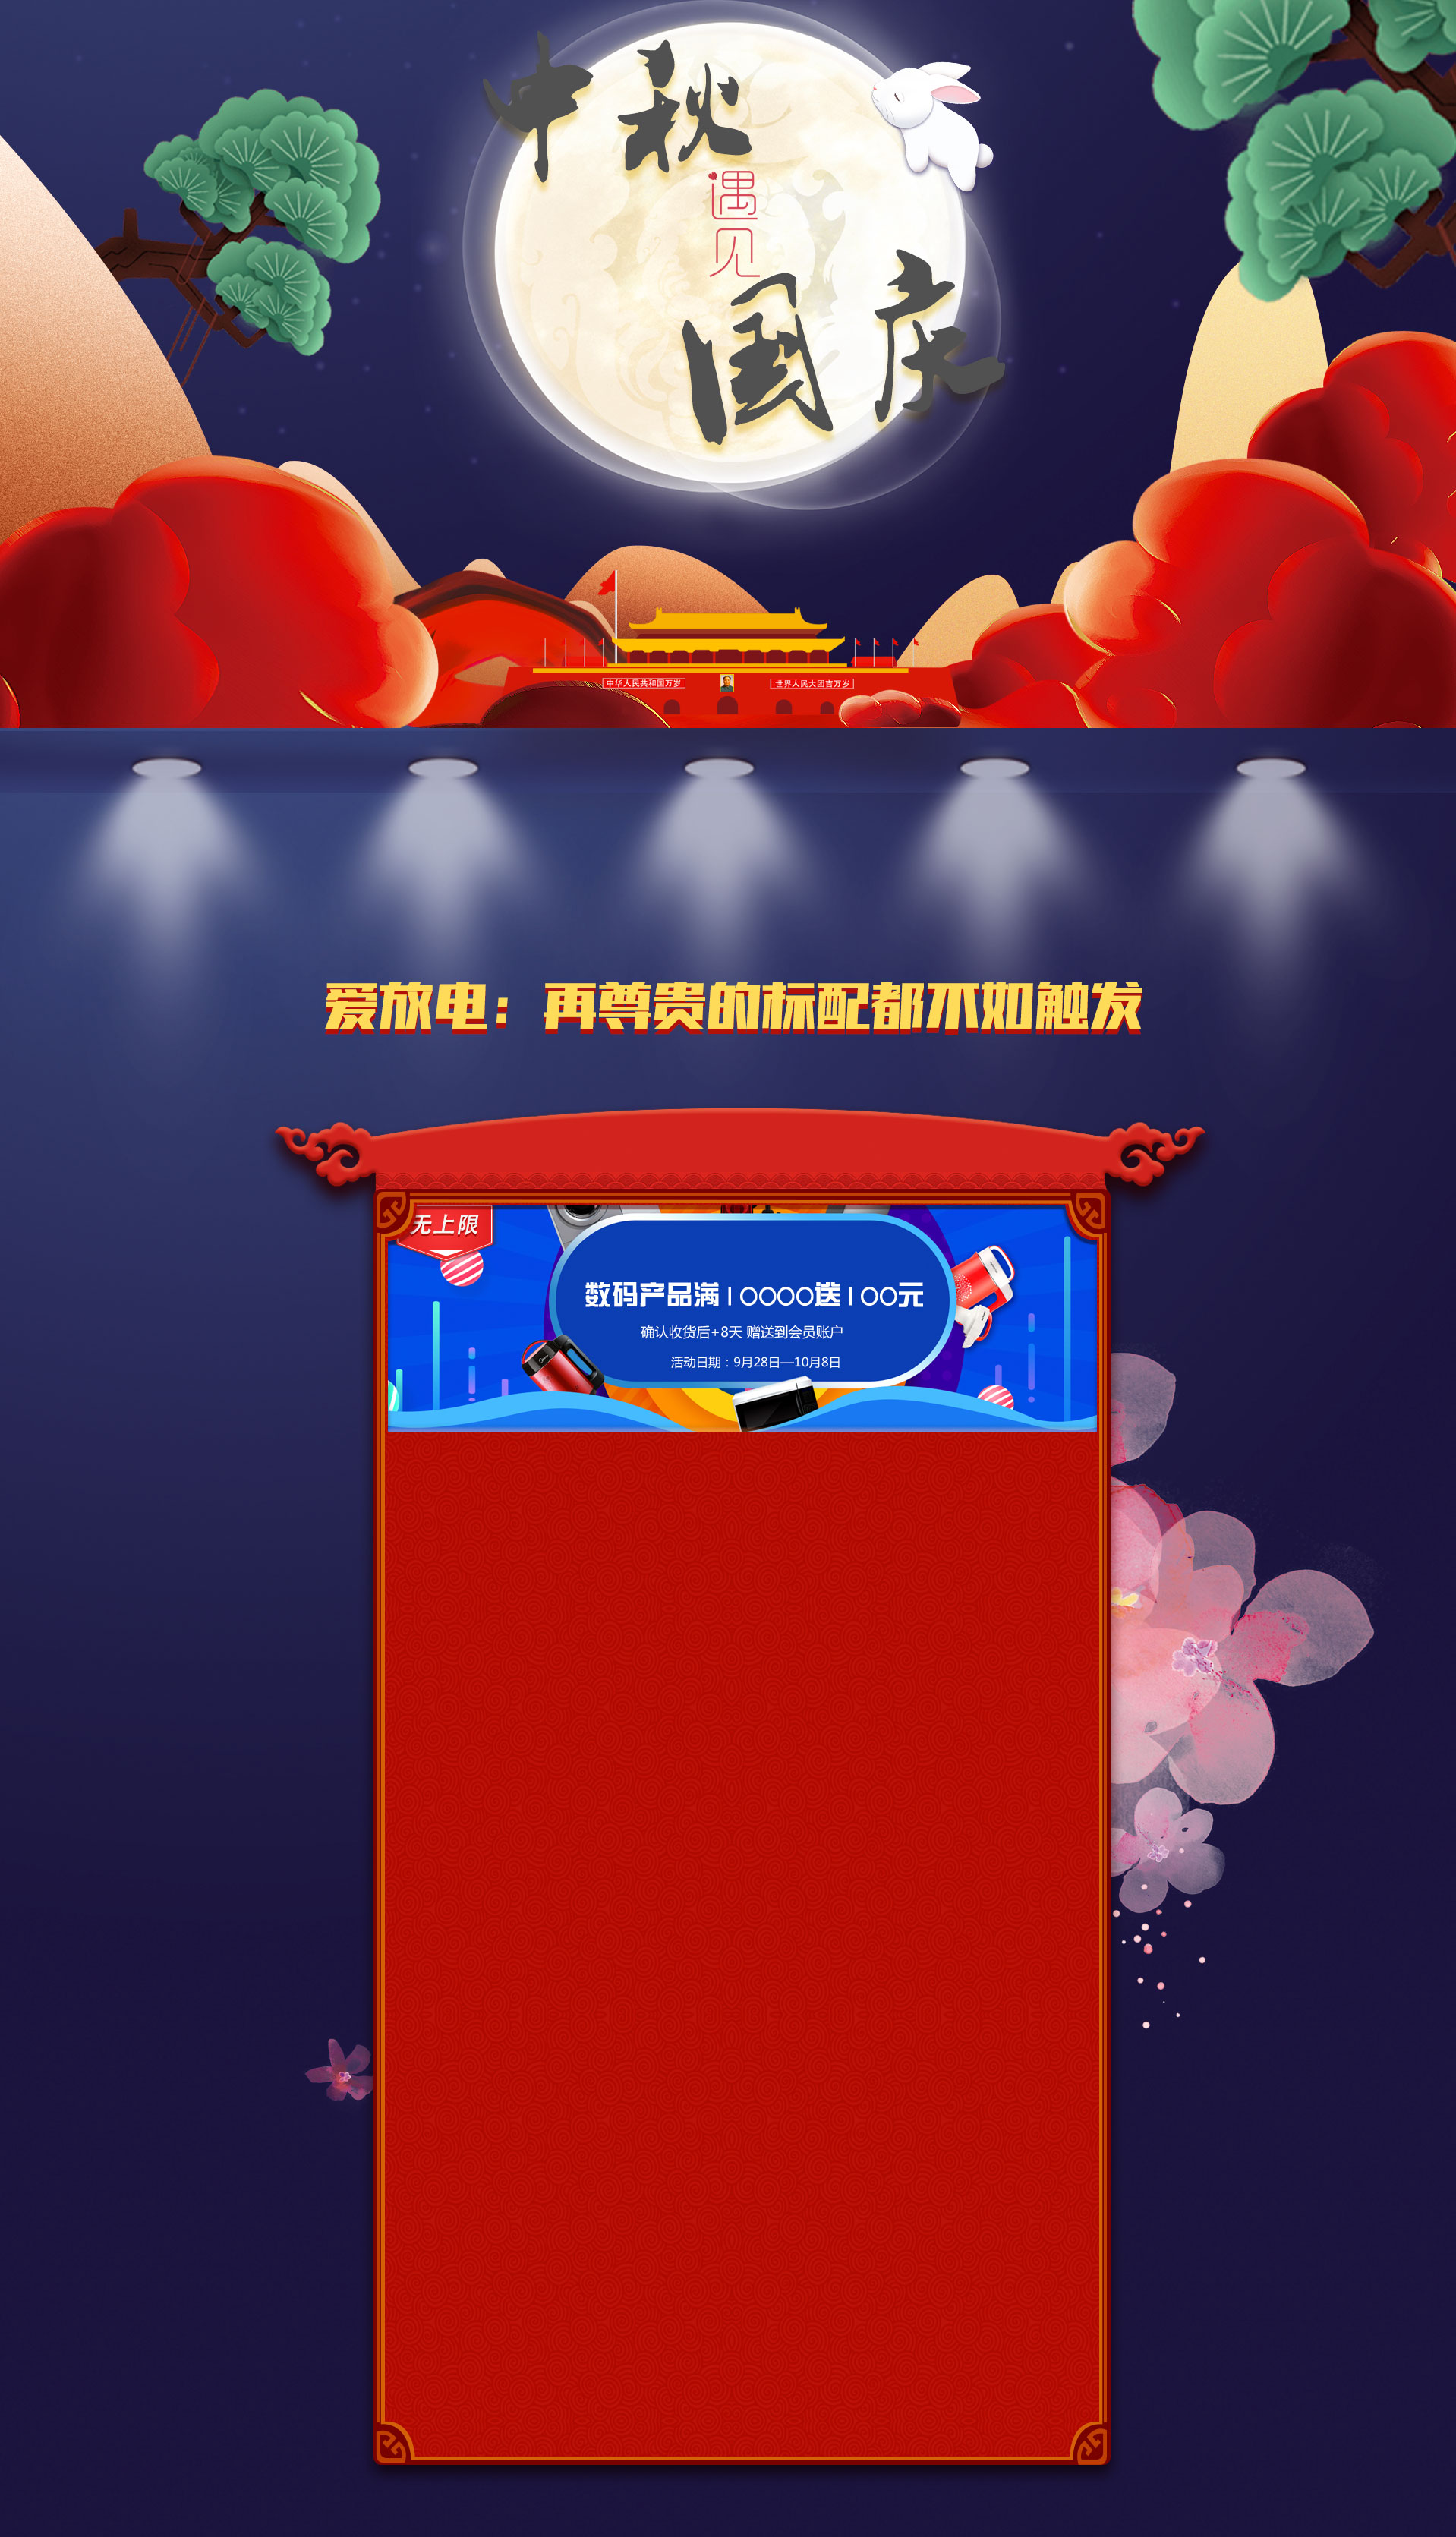 中秋
遇见
国庆
中华人民共和国万岁
世界人民大团吉万岁
爱放电：再尊贵的标配都不如触发
无上限
数码产品满10000送100元
确认收货后+8天 赠送到会员账户
活动日期：9月28日—10月8日